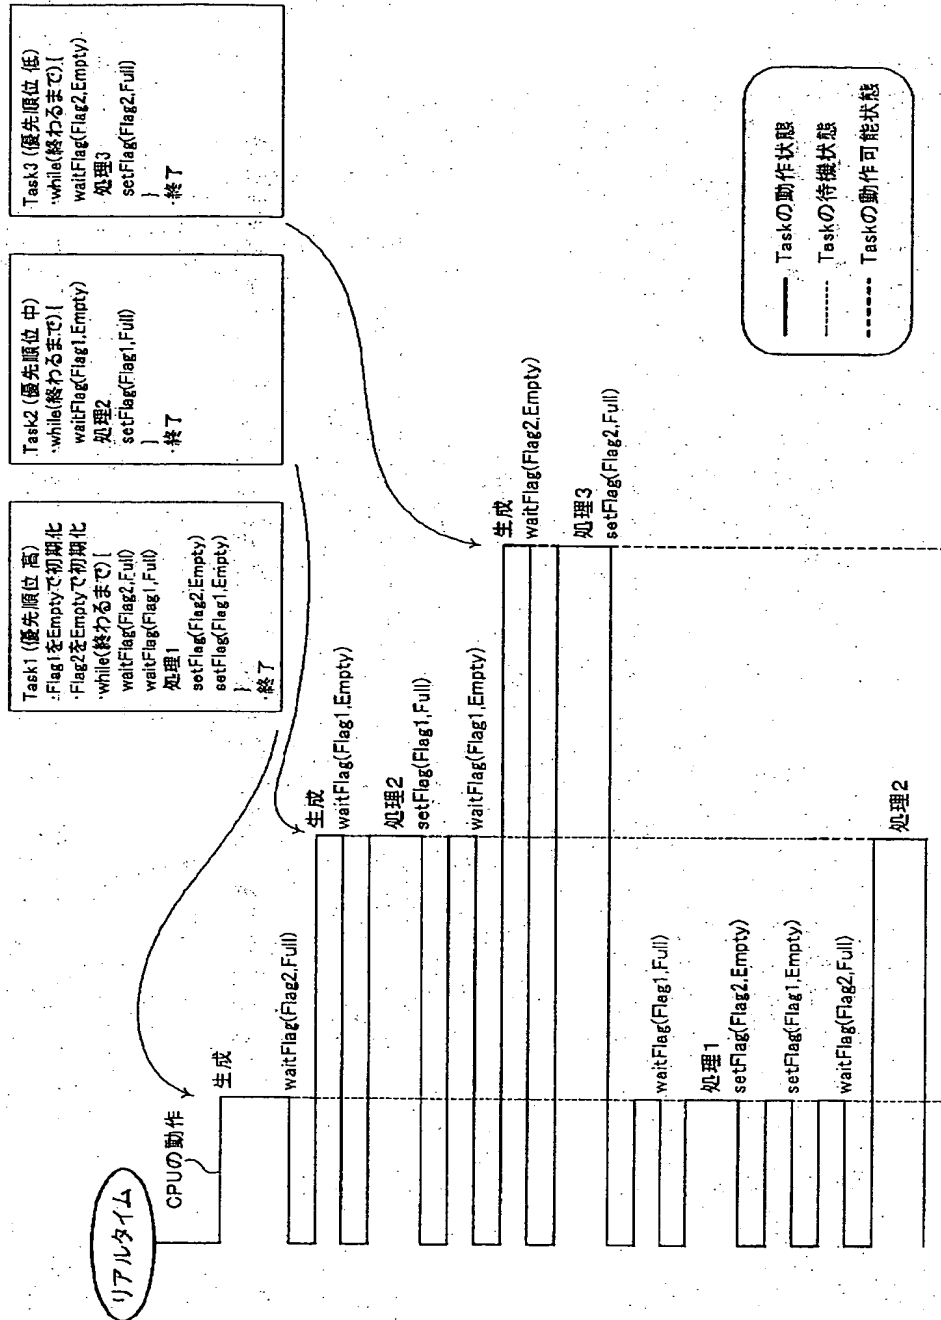 リアルタイム
CPUの動作
Task1 (優先順位 高)
・Flag1をEmptyで初期化
・Flag2をEmptyで初期化
・while(終わるまで) {
waitFlag(Flag2,Full)
waitFlag(Flag1,Full)
処理1
setFlag(Flag2,Empty)
setFlag(Flag1,Empty)
}
・終了
Task2 (優先順位 中)
・while(終わるまで) {
waitFlag(Flag1,Empty)
処理2
setFlag(Flag1,Full)
}
・終了
Task3 (優先順位 低)
・while(終わるまで) {
waitFlag(Flag2,Empty)
処理3
setFlag(Flag2,Full)
}
・終了
生成
waitFlag(Flag2,Full)
生成
waitFlag(Flag1,Empty)
処理2
setFlag(Flag1,Full)
waitFlag(Flag1,Empty)
生成
waitFlag(Flag2,Empty)
処理3
setFlag(Flag2,Full)
waitFlag(Flag1,Full)
処理1
setFlag(Flag2,Empty)
setFlag(Flag1,Empty)
waitFlag(Flag2,Full)
処理2
Taskの動作状態
Taskの待機状態
Taskの動作可能状態